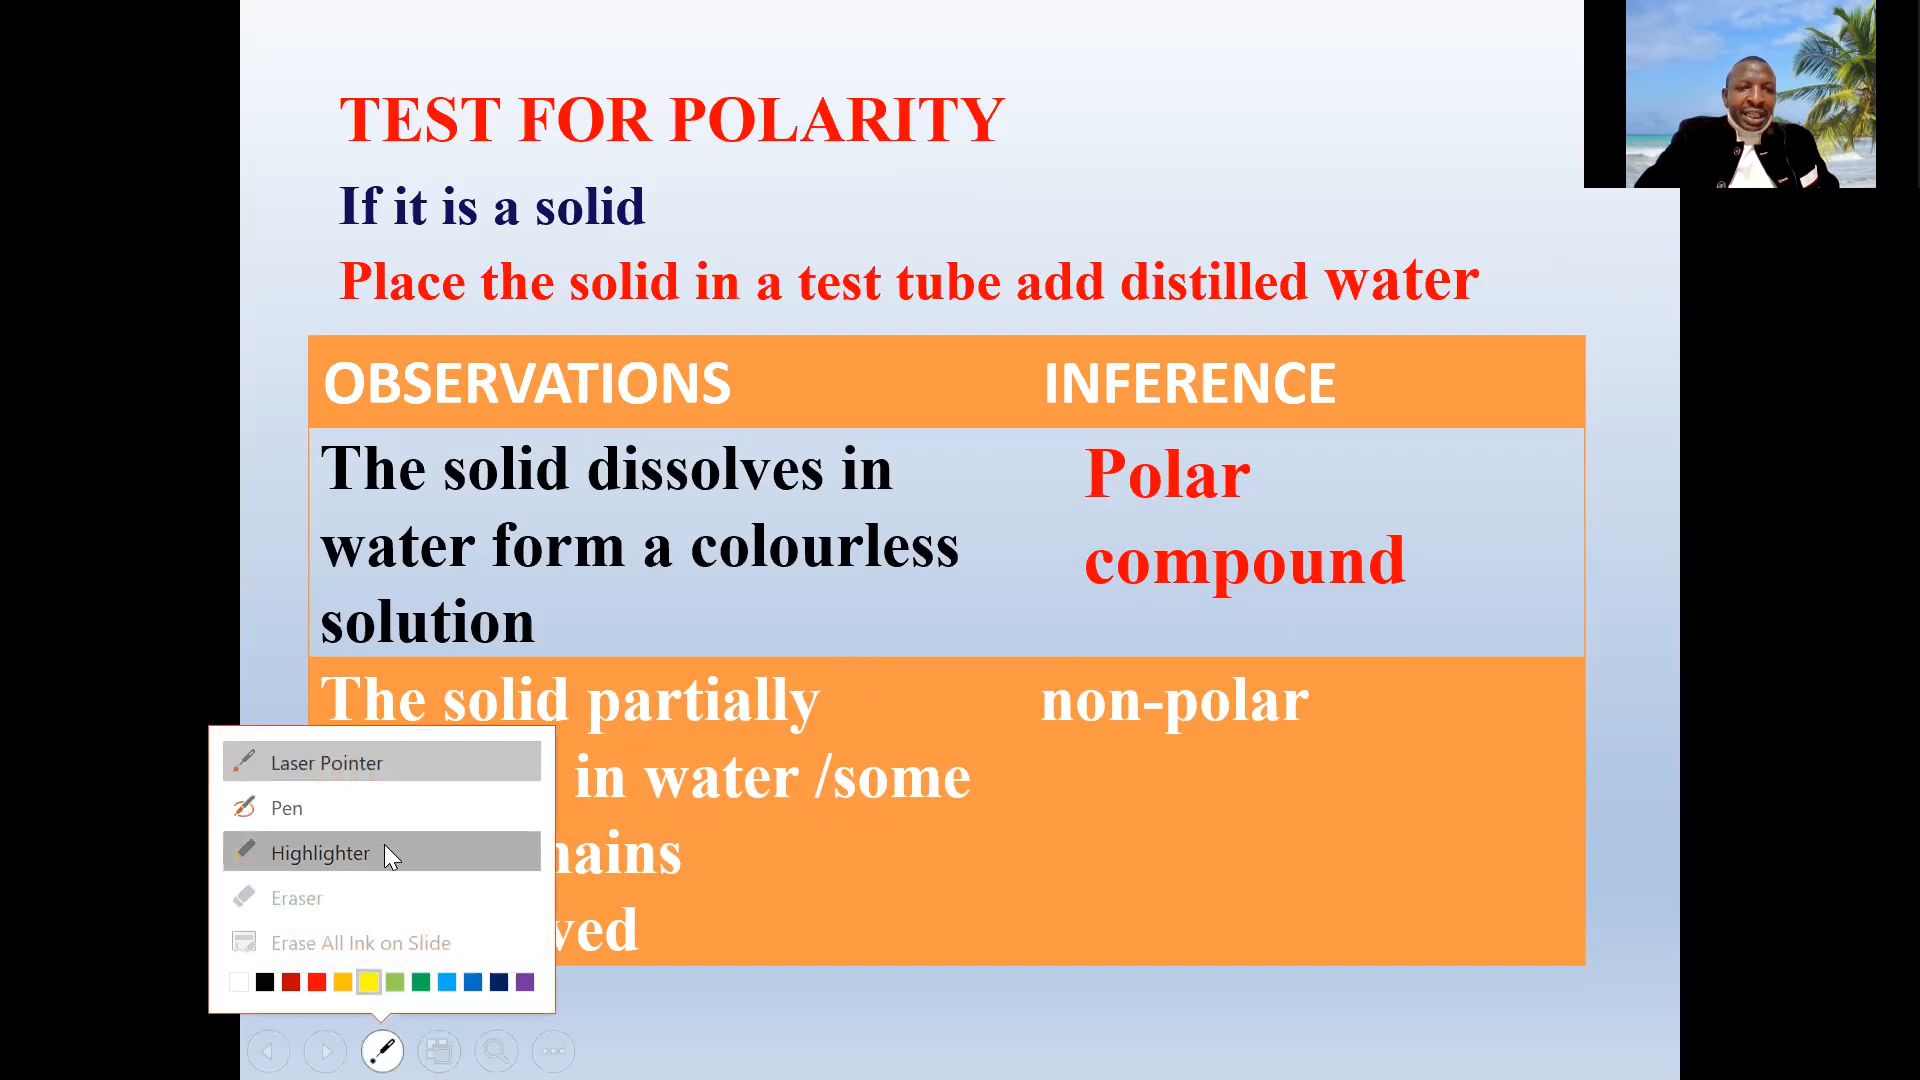 TEST FOR POLARITY
If it is a solid
Place the solid in a test tube add distilled water
OBSERVATIONS INFERENCE
The solid dissolves in Polar
water form a colourless compound
solution
The solid partially non-polar
in water /some
Laser Pointer
Pen
Highlighter
Eraser
Erase All Ink on Slide